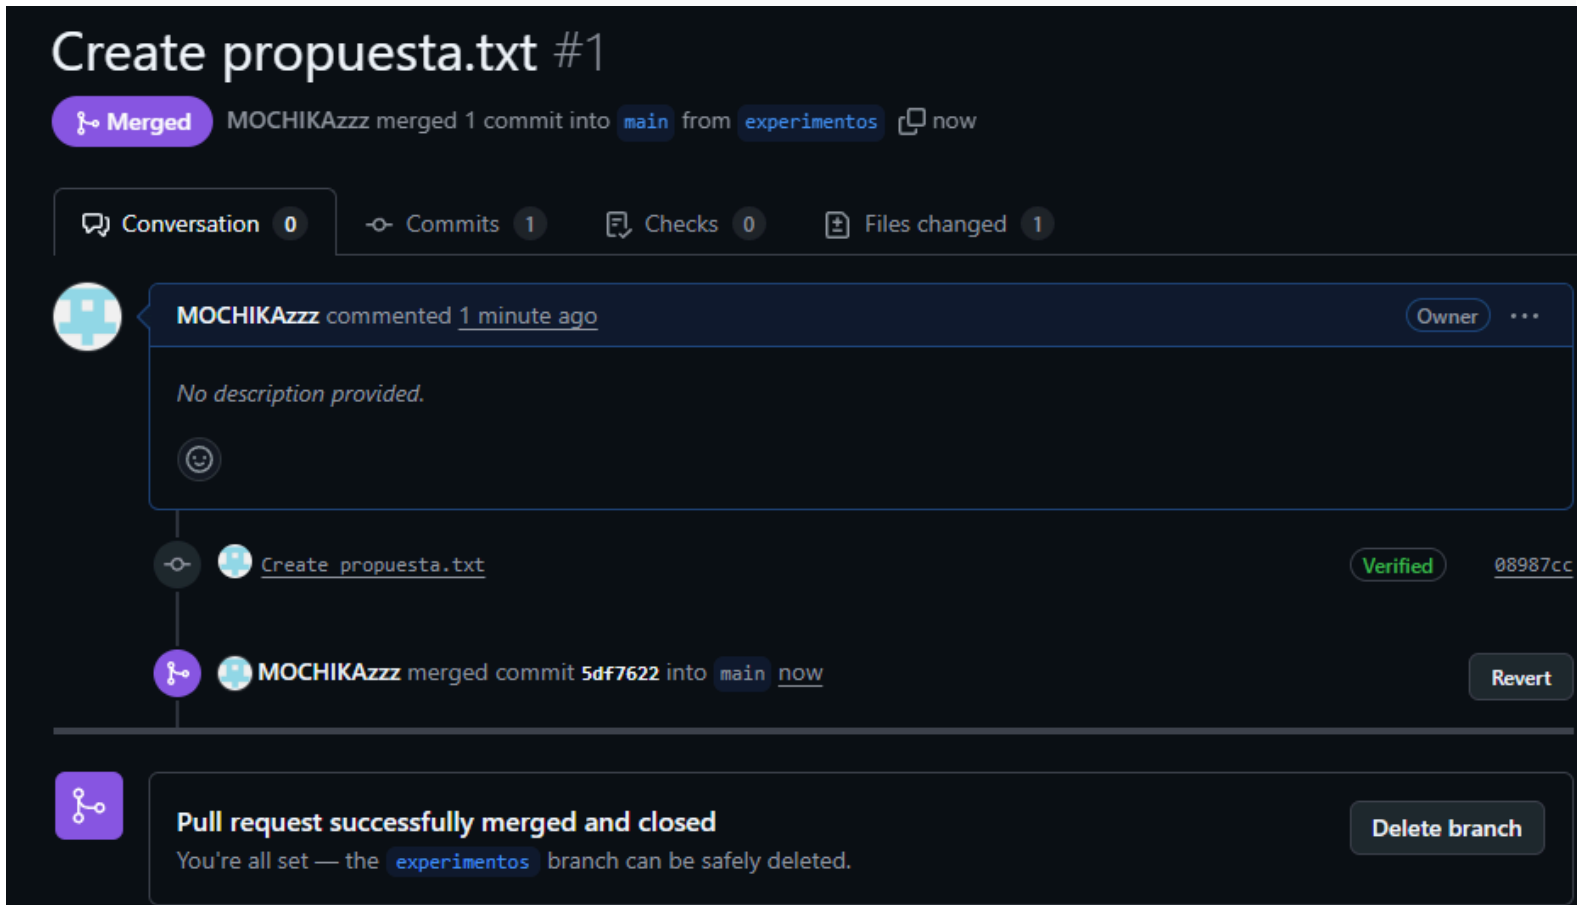 Create propuesta.txt #1
Merged MOCHIKAzzz merged 1 commit into main from experimentos now
Conversation 0 Commits 1 Checks 0 Files changed 1
MOCHIKAzzz commented 1 minute ago Owner
No description provided.
Create propuesta.txt Verified 08987cc
MOCHIKAzzz merged commit 5df7622 into main now Revert
Pull request successfully merged and closed
You're all set — the experimentos branch can be safely deleted.
Delete branch